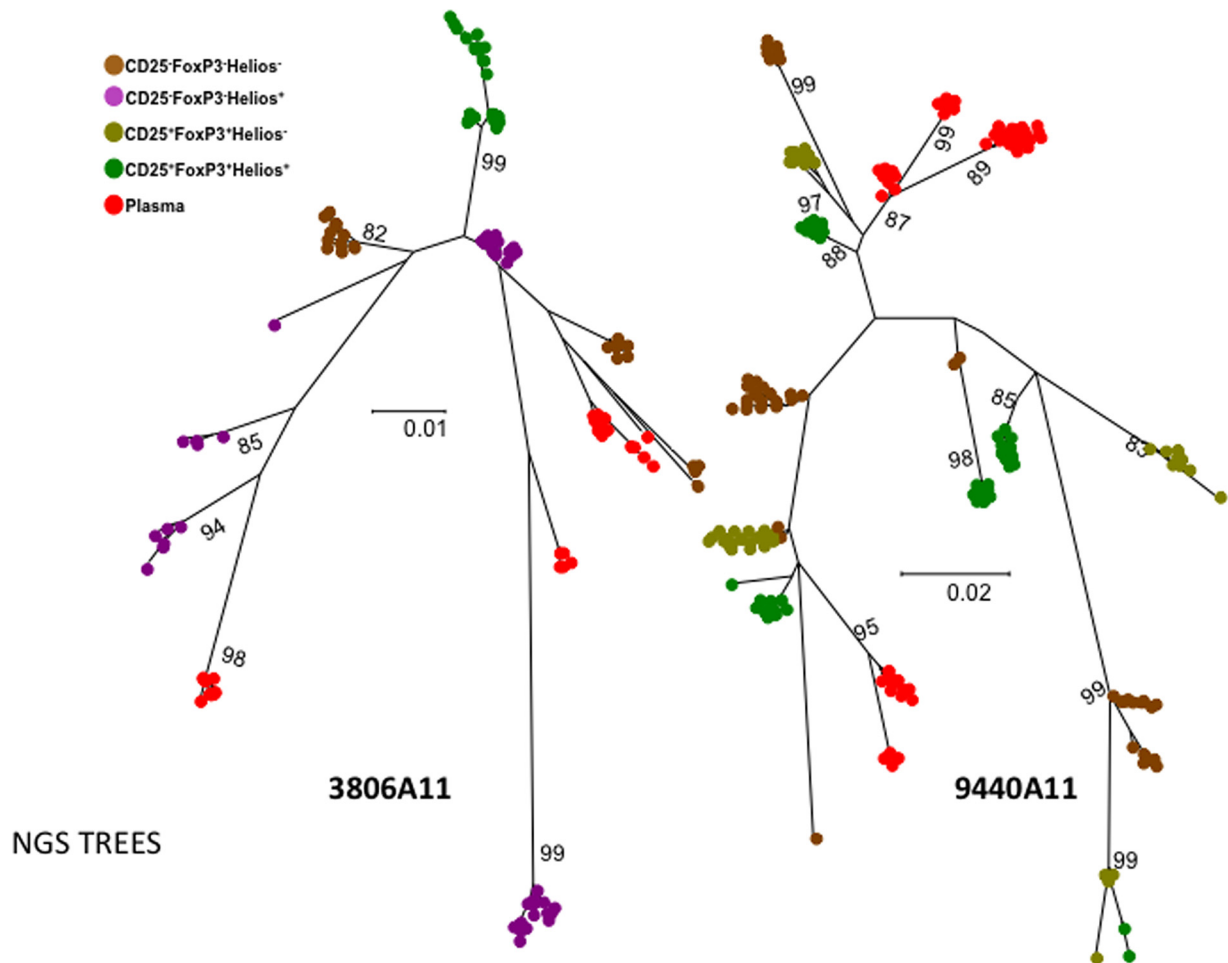 CD25-FoxP3-Helios-
CD25-FoxP3-Helios+
CD25+FoxP3+Helios-
CD25+FoxP3+Helios+
Plasma
99
82
0.01
85
94
98
99
3806A11
NGS TREES
99
99
89
97
87
88
85
98
83
0.02
95
99
9440A11
99